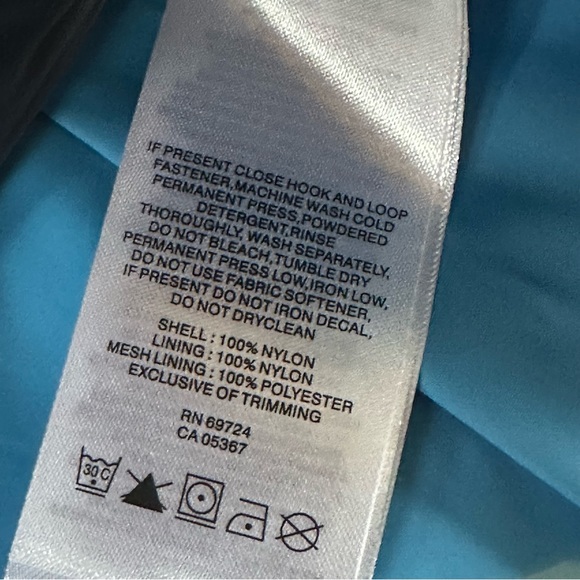 IF PRESENT CLOSE HOOK AND LOOP
FASTENER,MACHINE WASH COLD
PERMANENT PRESS,POWDERED
DETERGENT,RINSE
THOROUGHLY, WASH SEPARATELY,
DO NOT BLEACH,TUMBLE DRY
PERMANENT PRESS LOW,IRON LOW,
DO NOT USE FABRIC SOFTENER,
IF PRESENT DO NOT IRON DECAL,
DO NOT DRYCLEAN
SHELL : 100% NYLON
LINING : 100% NYLON
MESH LINING : 100% POLYESTER
EXCLUSIVE OF TRIMMING
RN 69724
CA 05367
30C